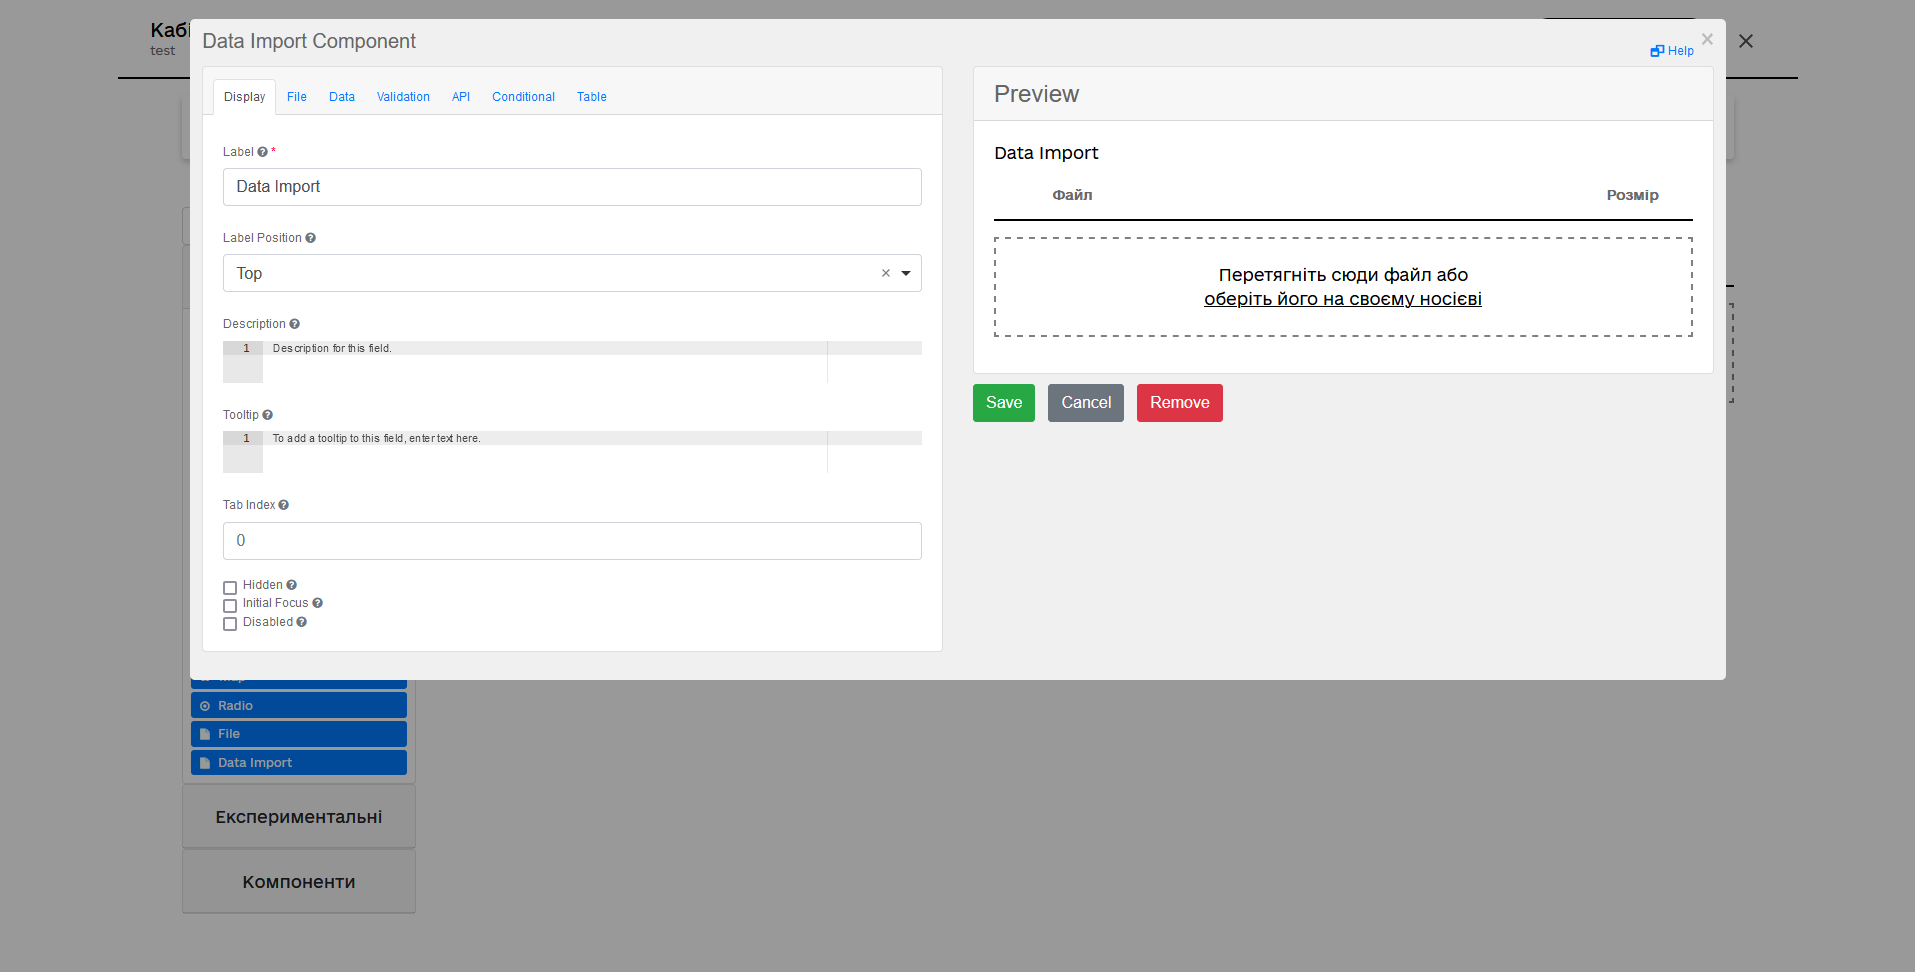 Кабі
test
Data Import Component
Help
Display File Data Validation API Conditional Table
Label *
Data Import
Label Position
Top
Description
1 Description for this field.
Tooltip
1 To add a tooltip to this field, enter text here.
Tab Index
0
Hidden
Initial Focus
Disabled
Preview
Data Import
Файл Розмір
Перетягніть сюди файл або
оберіть його на своєму носієві
Save Cancel Remove
Radio
File
Data Import
Експериментальні
Компоненти